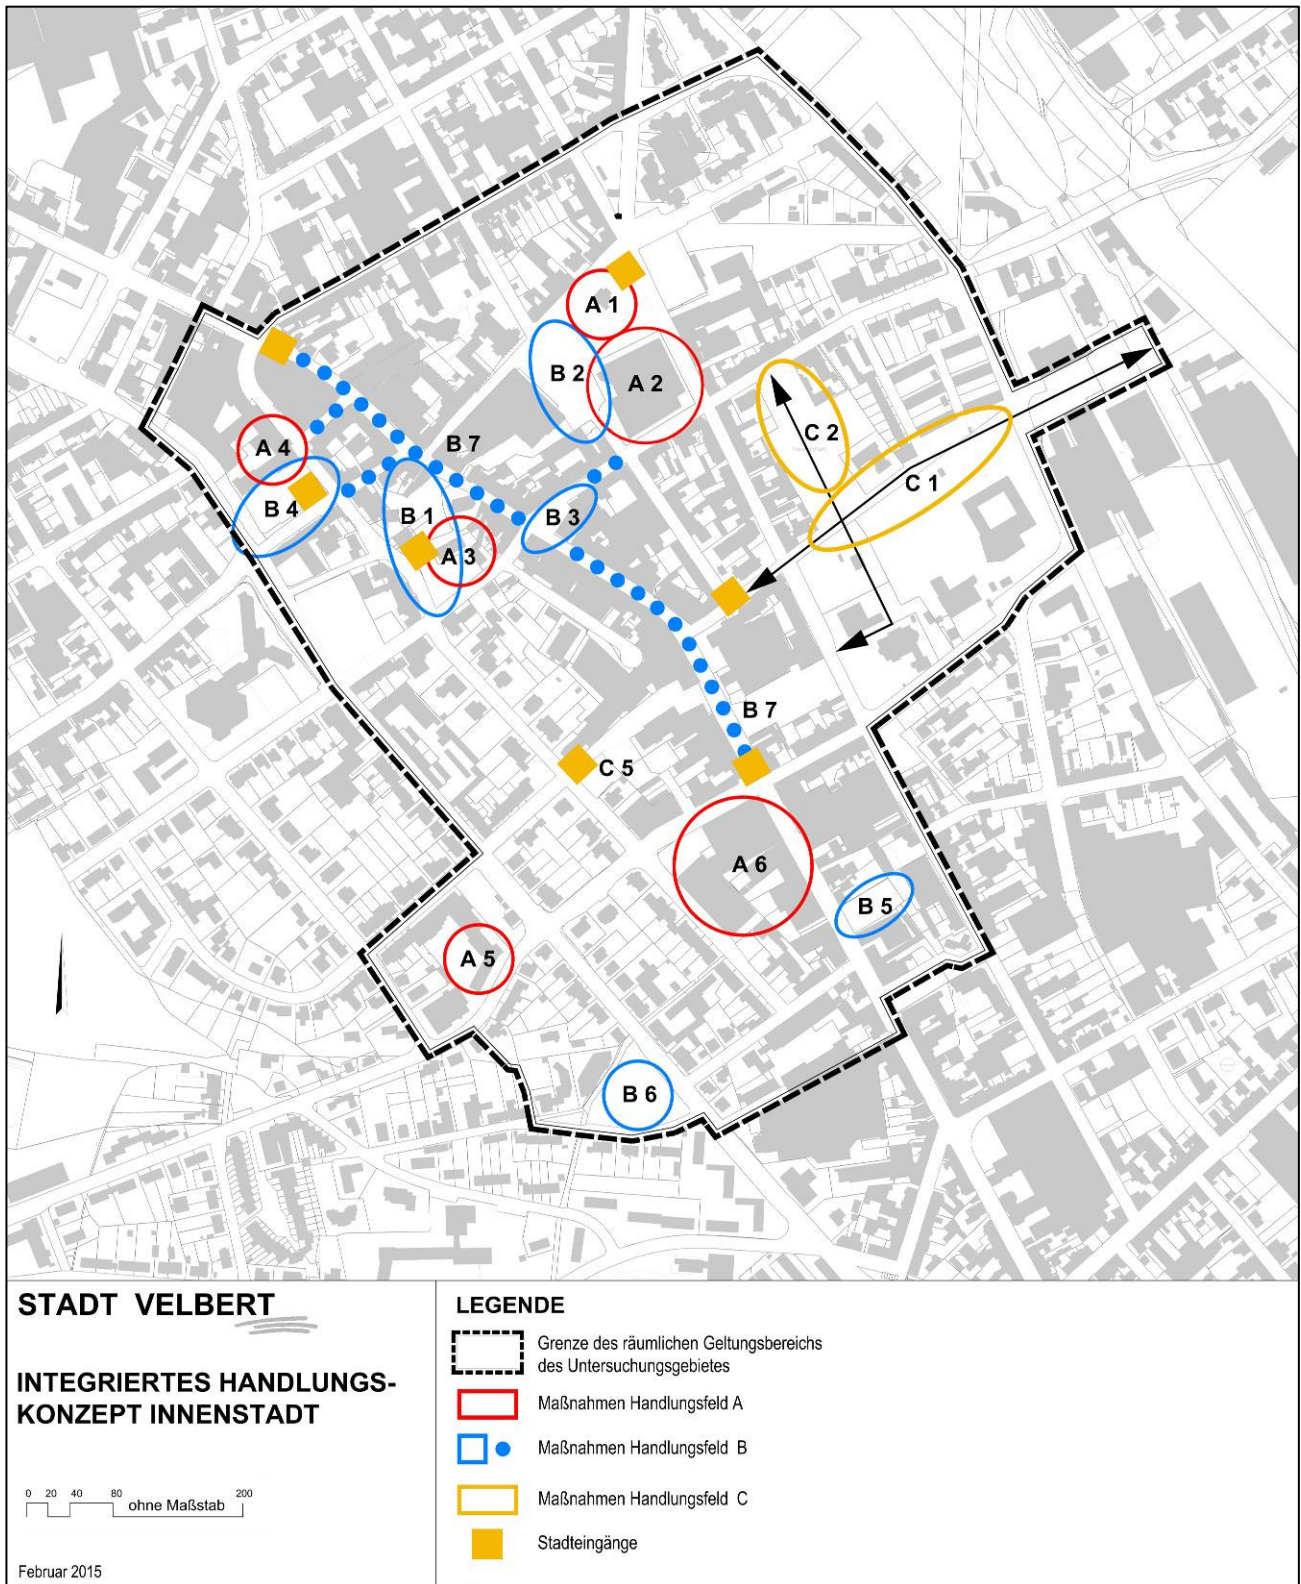 A 1
B 2
A 2
C 2
B 7
A 4
C 1
B 4
B 1
B 3
A 3
B 7
C 5
A 6
B 5
A 5
B 6
STADT VELBERT
INTEGRIERTES HANDLUNGS-
KONZEPT INNENSTADT
0 20 40 80 200
ohne Maßstab
Februar 2015
LEGENDE
Grenze des räumlichen Geltungsbereichs
des Untersuchungsgebietes
Maßnahmen Handlungsfeld A
Maßnahmen Handlungsfeld B
Maßnahmen Handlungsfeld C
Stadteingänge